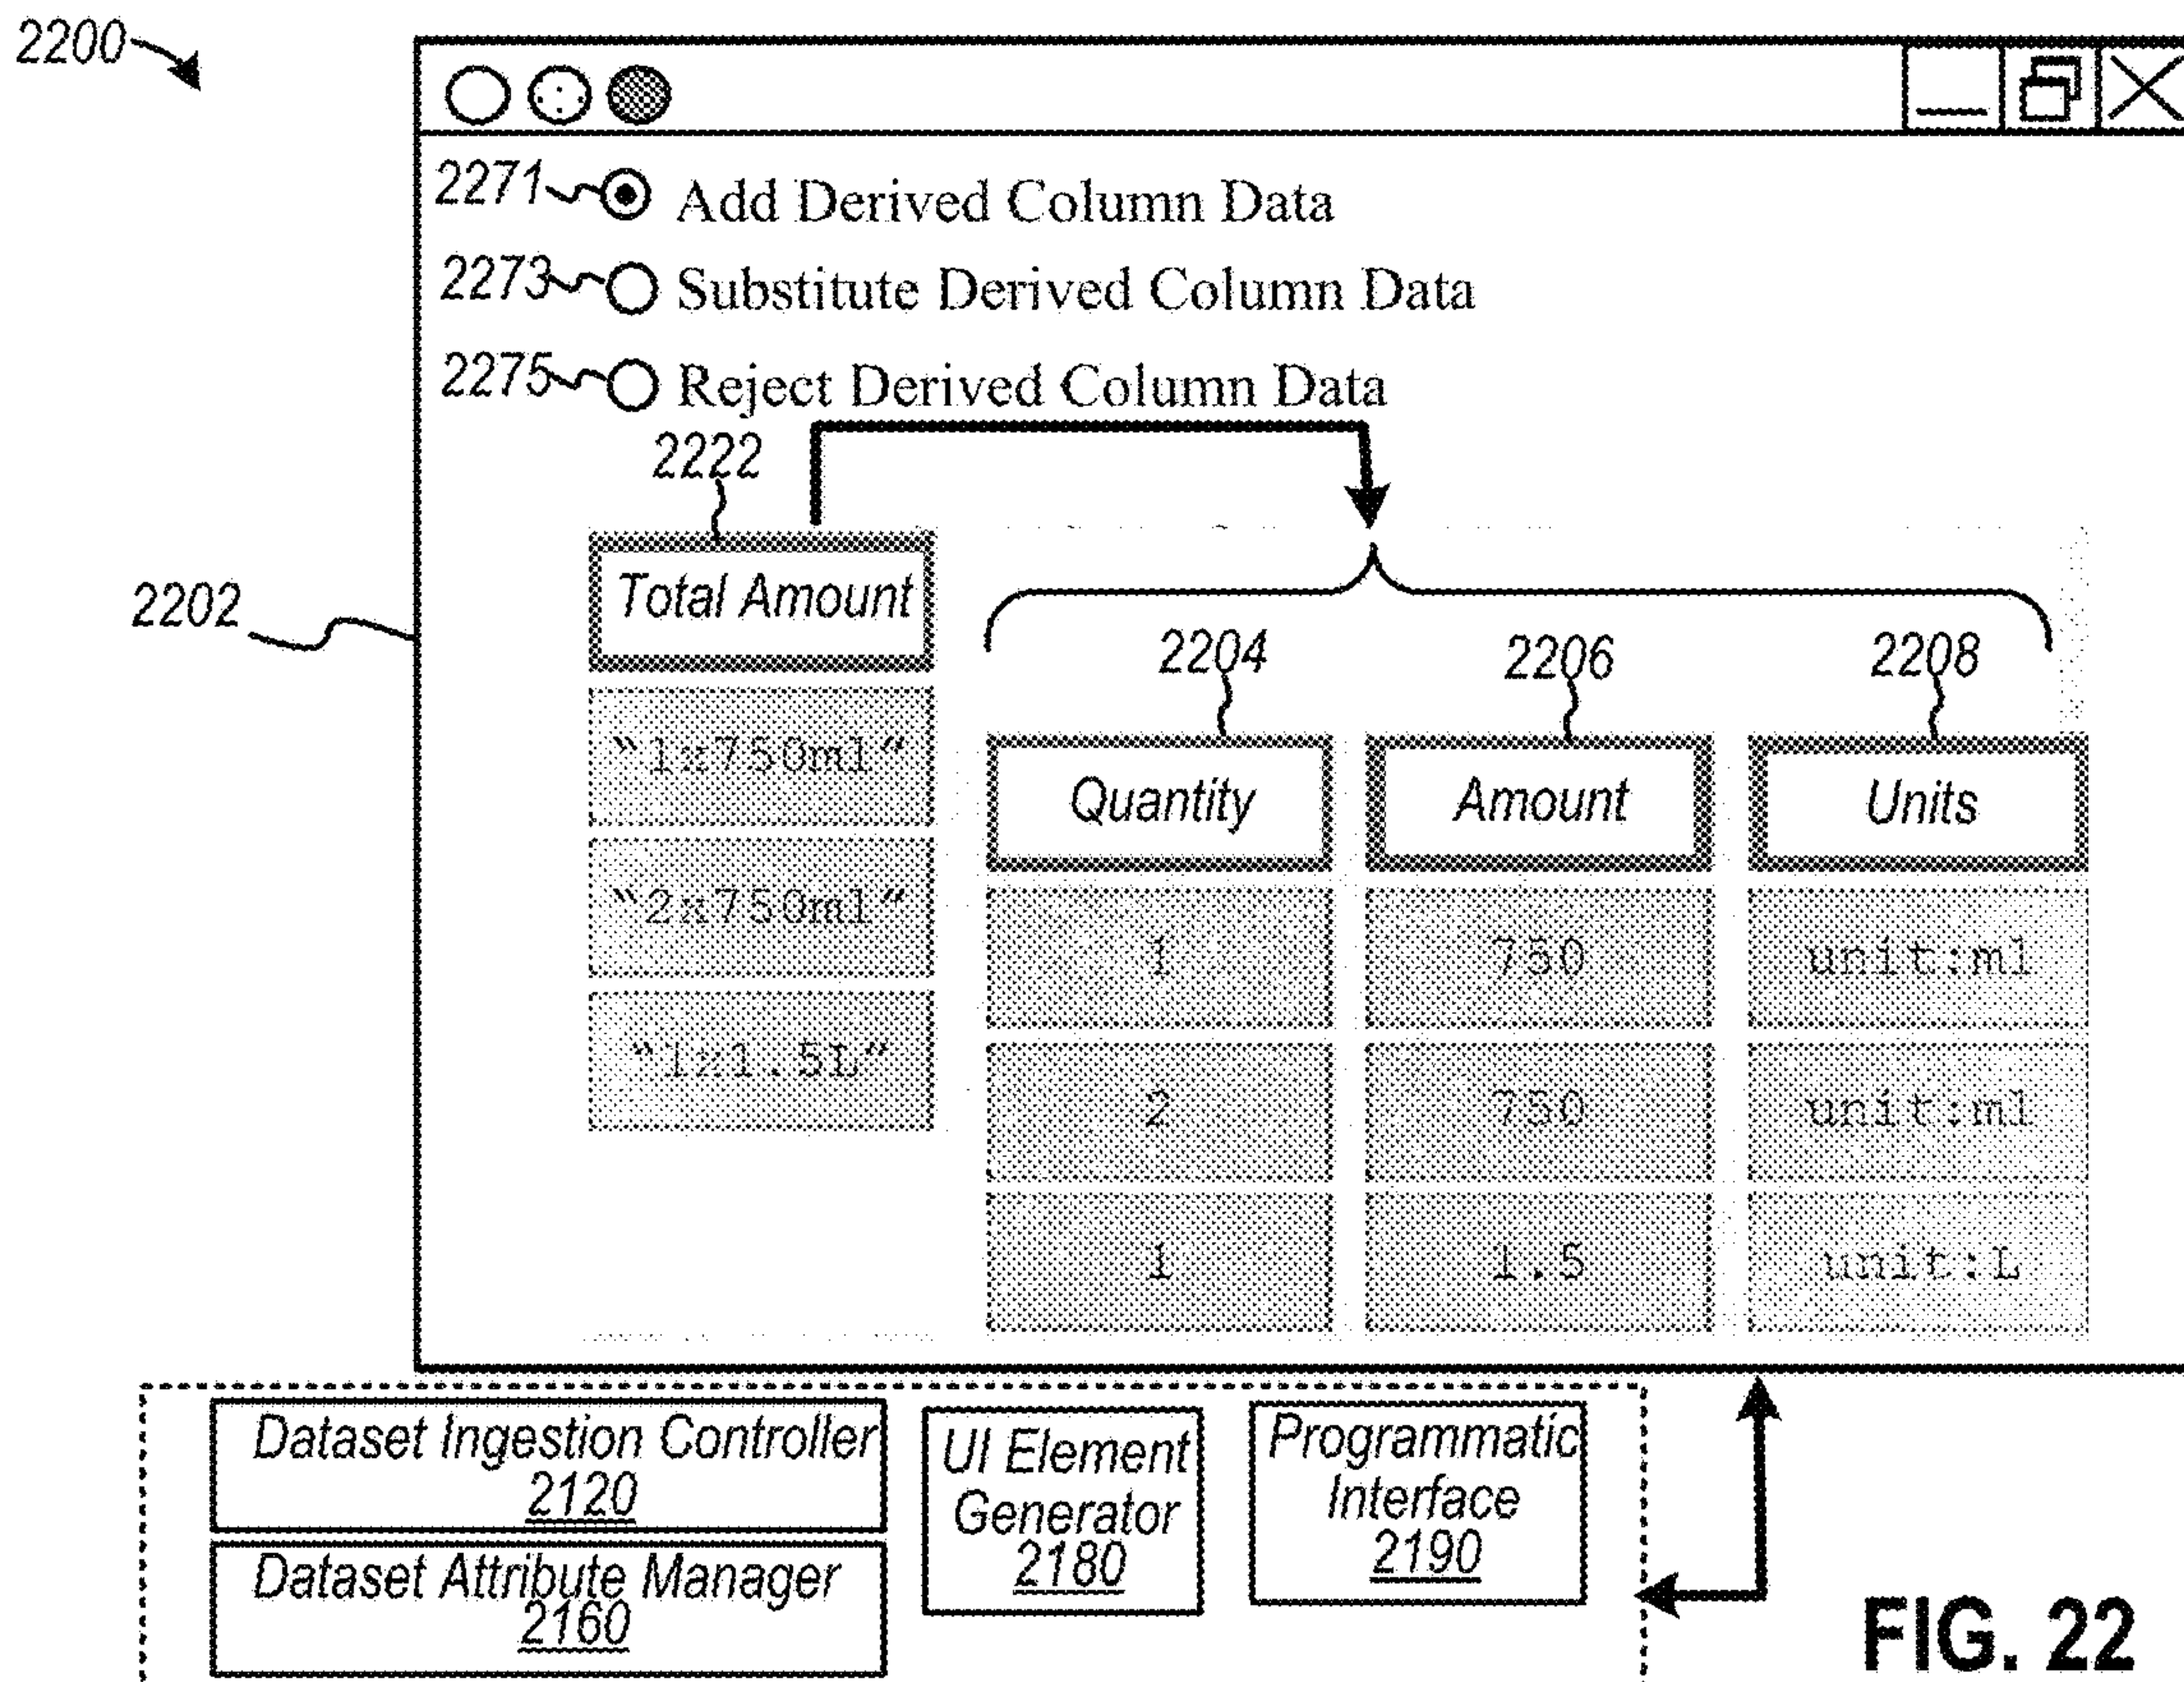 2200
2271 Add Derived Column Data
2273 Substitute Derived Column Data
2275 Reject Derived Column Data
2222
2202
Total Amount
2204 2206 2208
"1x750ml"
Quantity Amount Units
"2x750ml"
1 750 unit:ml
"1x1.5L"
2 750 unit:ml
1 1.5 unit:L
Dataset Ingestion Controller
2120
UI Element
Generator
2180
Programmatic
Interface
2190
Dataset Attribute Manager
2160
FIG. 22